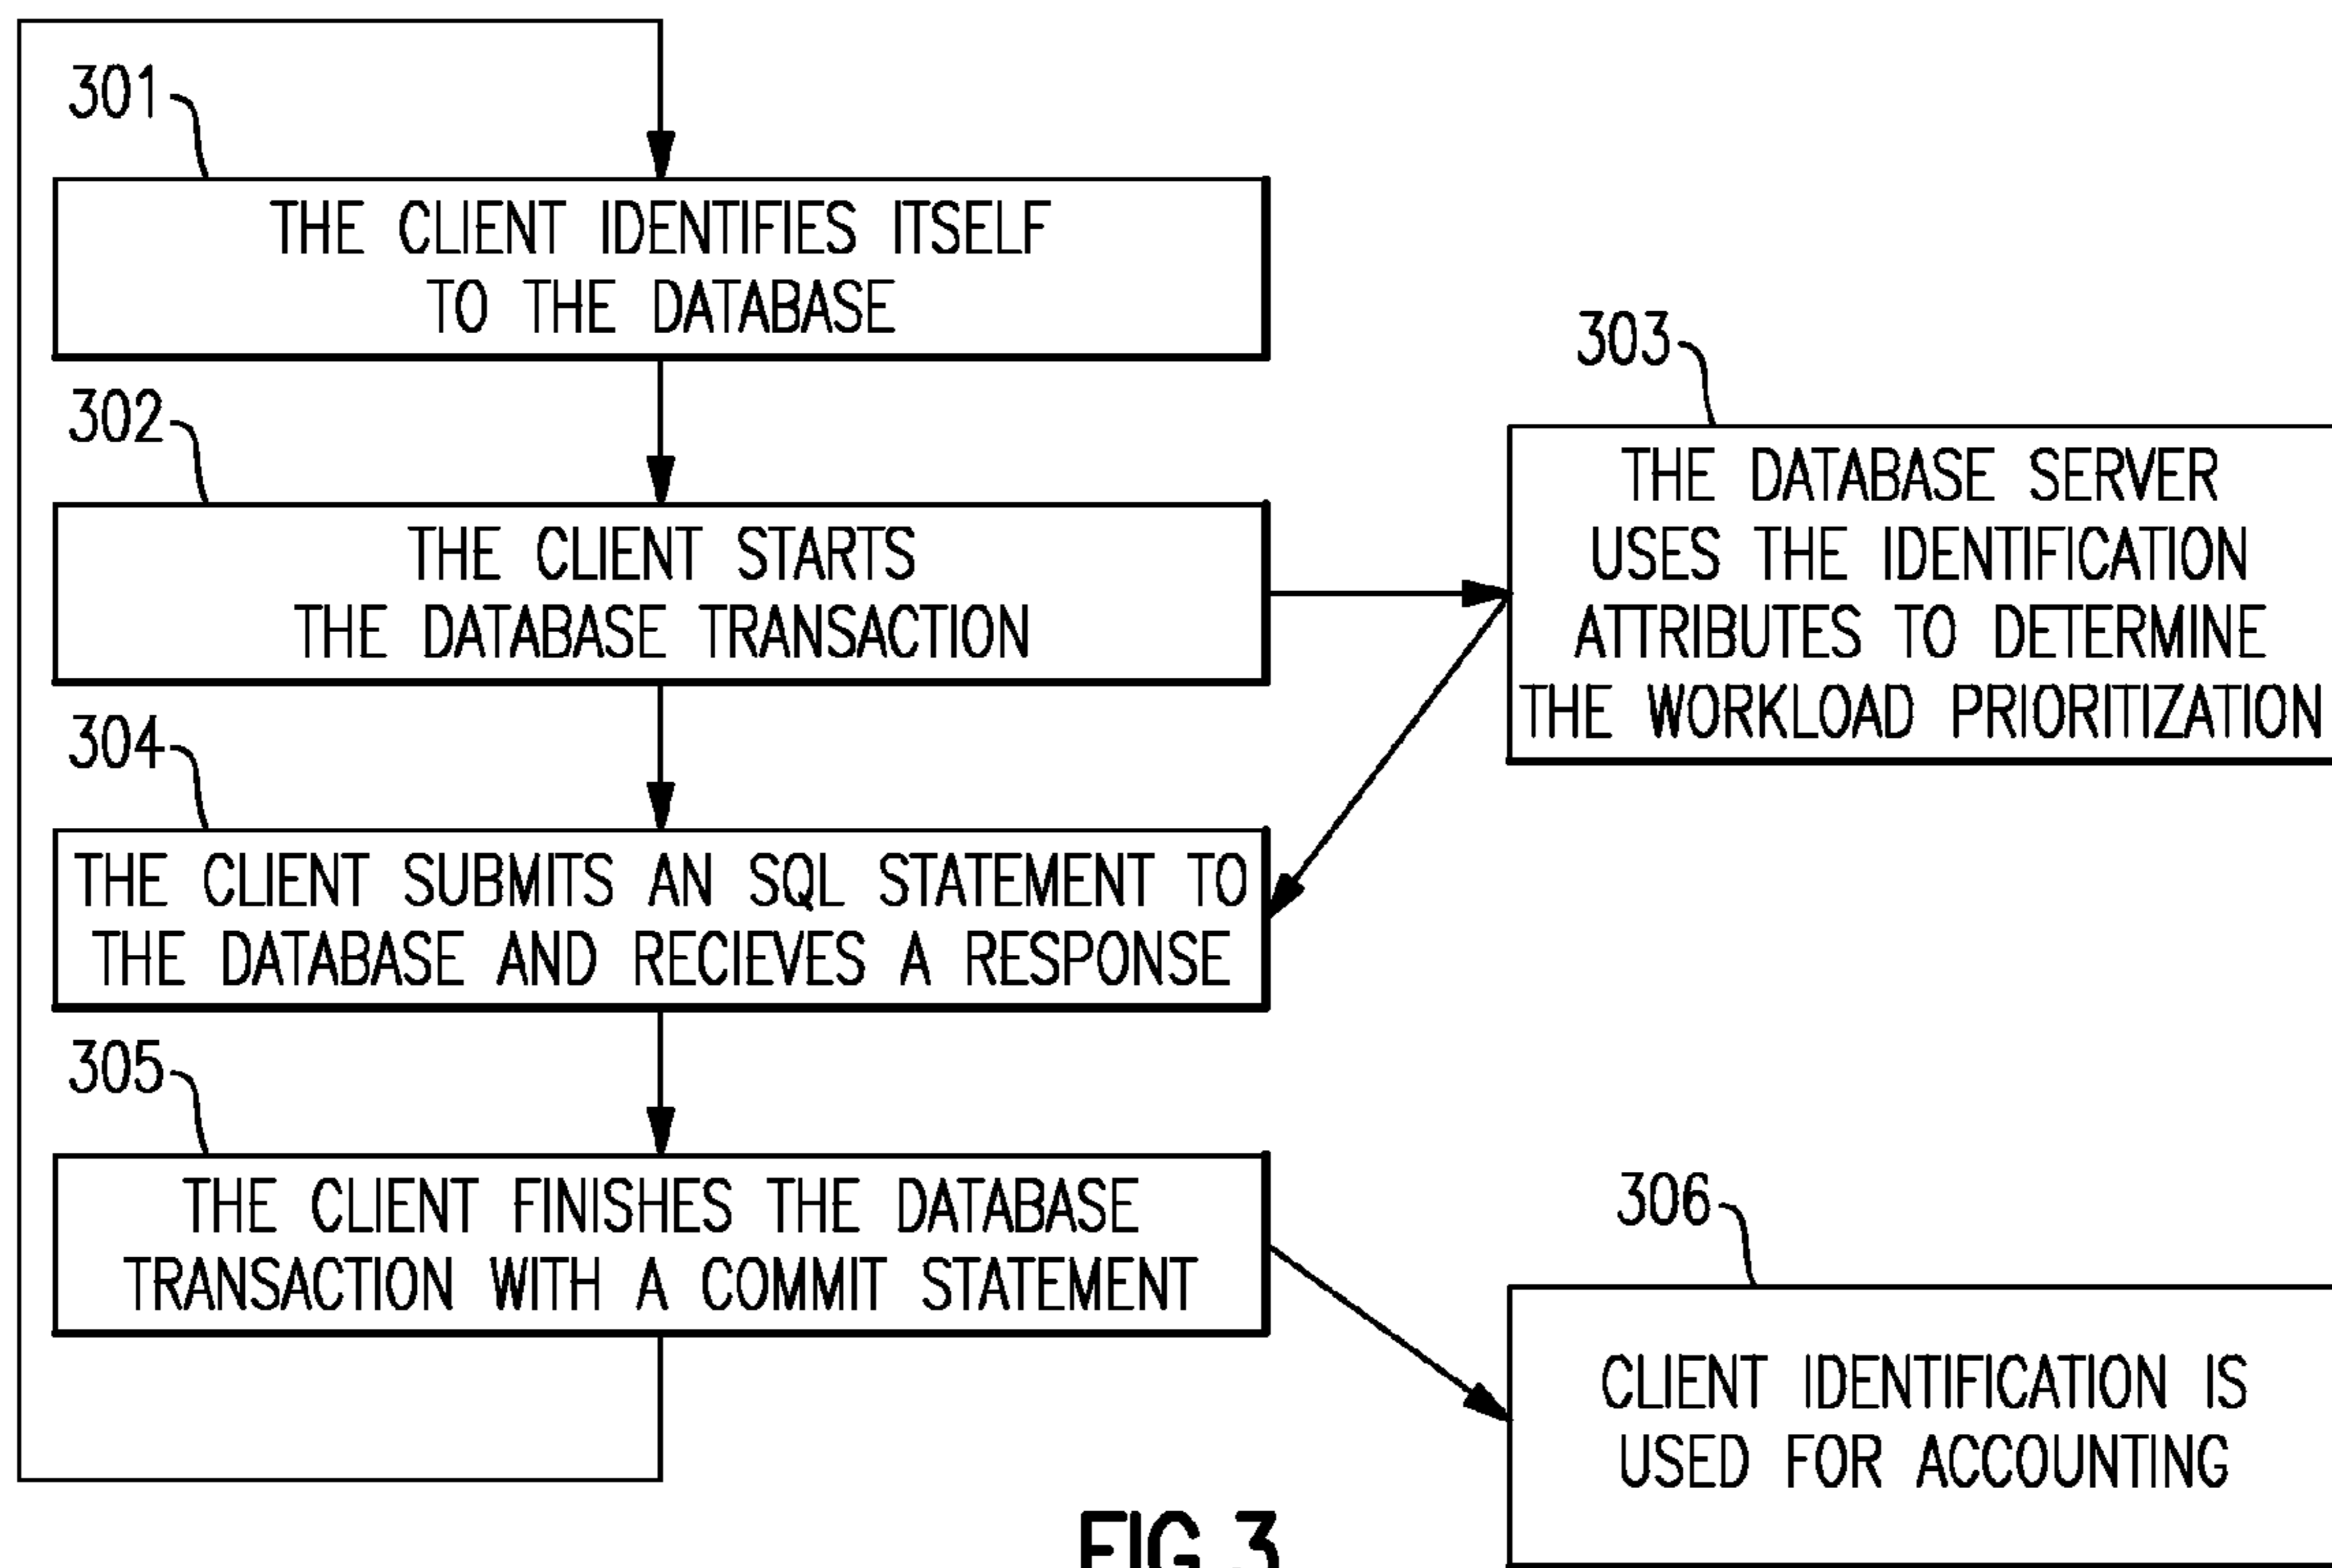 301
THE CLIENT IDENTIFIES ITSELF
TO THE DATABASE
302
THE CLIENT STARTS
THE DATABASE TRANSACTION
303
THE DATABASE SERVER
USES THE IDENTIFICATION
ATTRIBUTES TO DETERMINE
THE WORKLOAD PRIORITIZATION
304
THE CLIENT SUBMITS AN SQL STATEMENT TO
THE DATABASE AND RECIEVES A RESPONSE
305
THE CLIENT FINISHES THE DATABASE
TRANSACTION WITH A COMMIT STATEMENT
306
CLIENT IDENTIFICATION IS
USED FOR ACCOUNTING
FIG.3